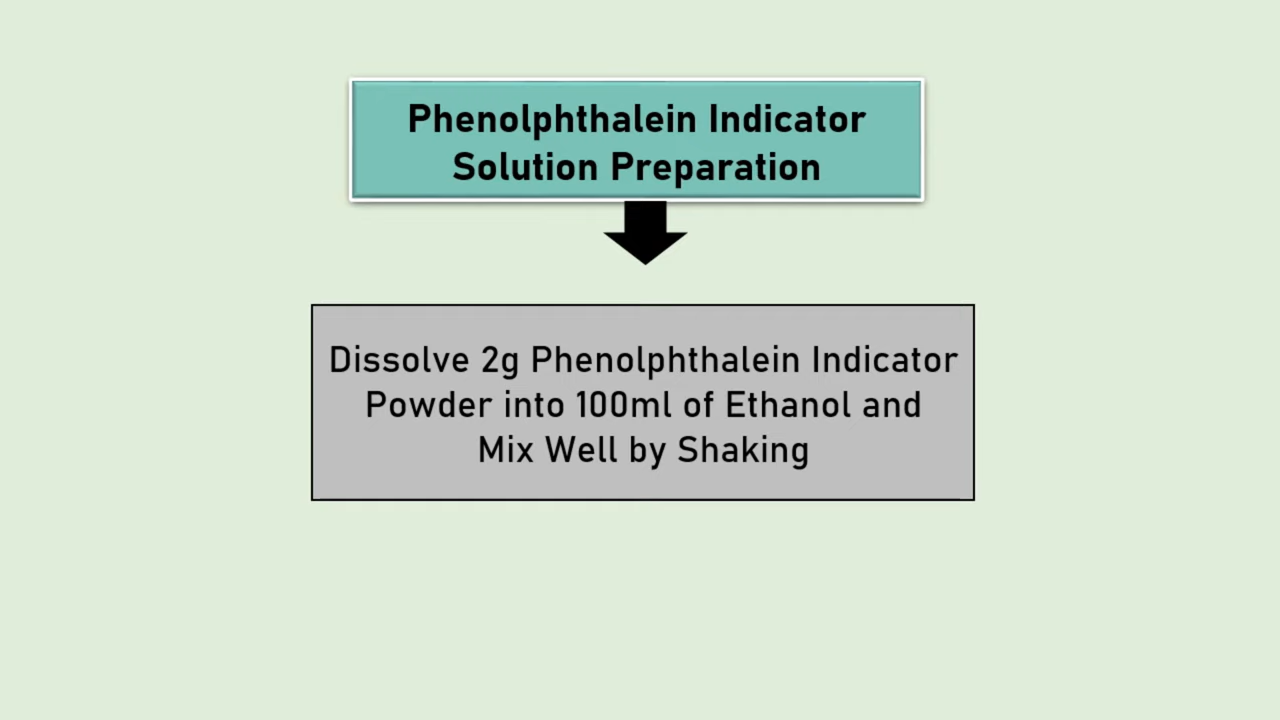 Phenolphthalein Indicator
Solution Preparation
Dissolve 2g Phenolphthalein Indicator
Powder into 100ml of Ethanol and
Mix Well by Shaking